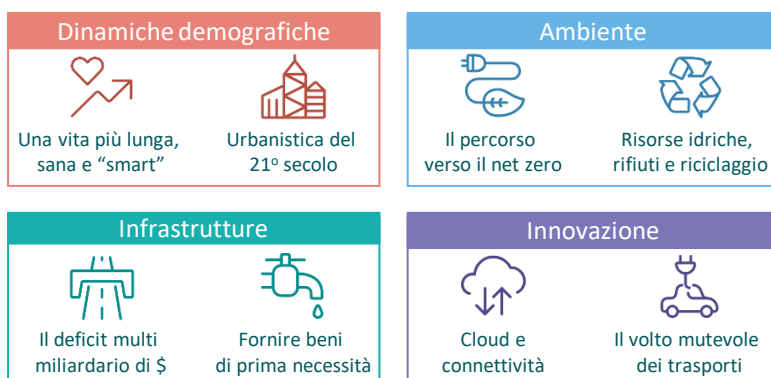 Dinamiche demografiche
Una vita più lunga,
sana e “smart”
Urbanistica del
21º secolo
Ambiente
Il percorso
verso il net zero
Risorse idriche,
rifiuti e riciclaggio
Infrastrutture
Il deficit multi
miliardario di $
Fornire beni
di prima necessità
Innovazione
Cloud e
connettività
Il volto mutevole
dei trasporti